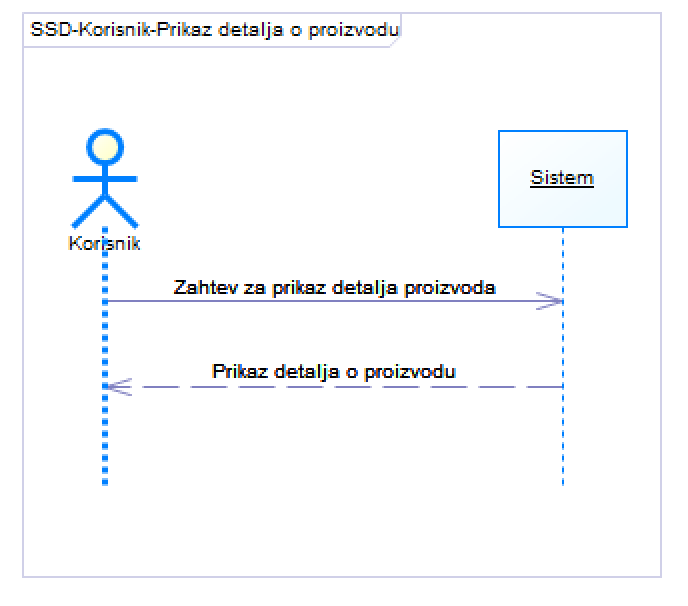 SSD-Korisnik-Prikaz detalja o proizvodu
Sistem
Korisnik
Zahtev za prikaz detalja proizvoda
Prikaz detalja o proizvodu